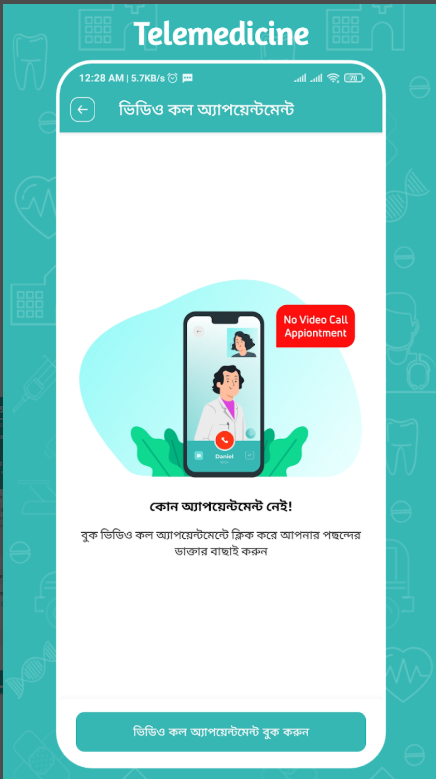 Telemedicine
12:28 AM | 5.7KB/s
70
ভিডিও কল অ্যাপয়েন্টমেন্ট
No Video Call
Appiontment
Daniel
কোন অ্যাপয়েন্টমেন্ট নেই!
বুক ভিডিও কল অ্যাপয়েন্টমেন্টে ক্লিক করে আপনার পছন্দের
ডাক্তার বাছাই করুন
ভিডিও কল অ্যাপয়েন্টমেন্ট বুক করুন